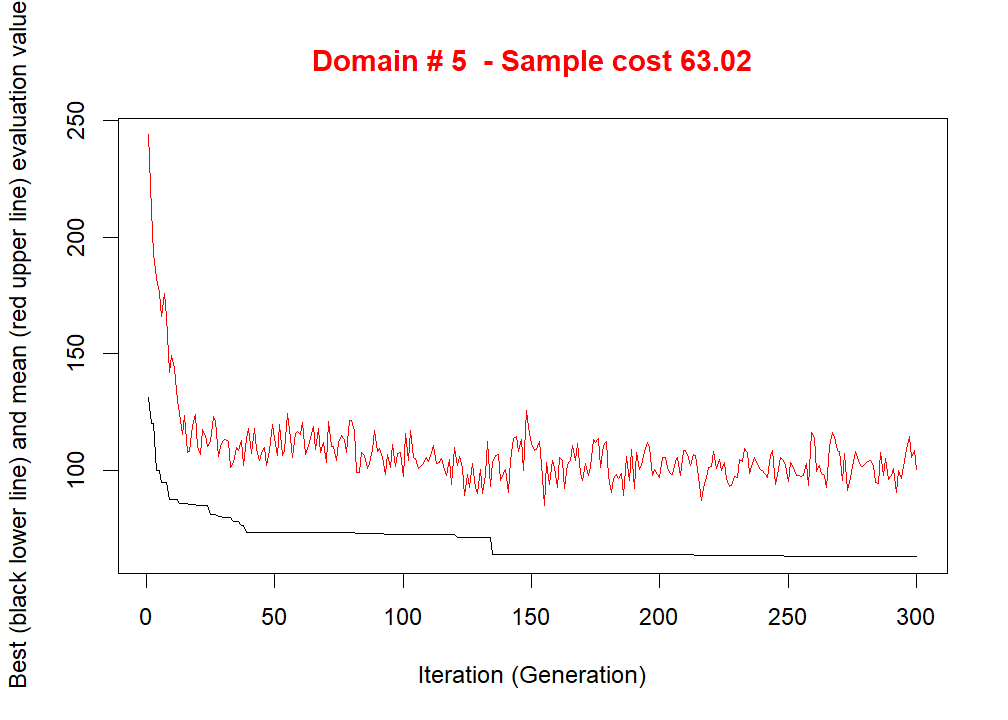 Domain # 5  - Sample cost 63.02
Best (black lower line) and mean (red upper line) evaluation value
250
200
150
100
0 50 100 150 200 250 300
Iteration (Generation)